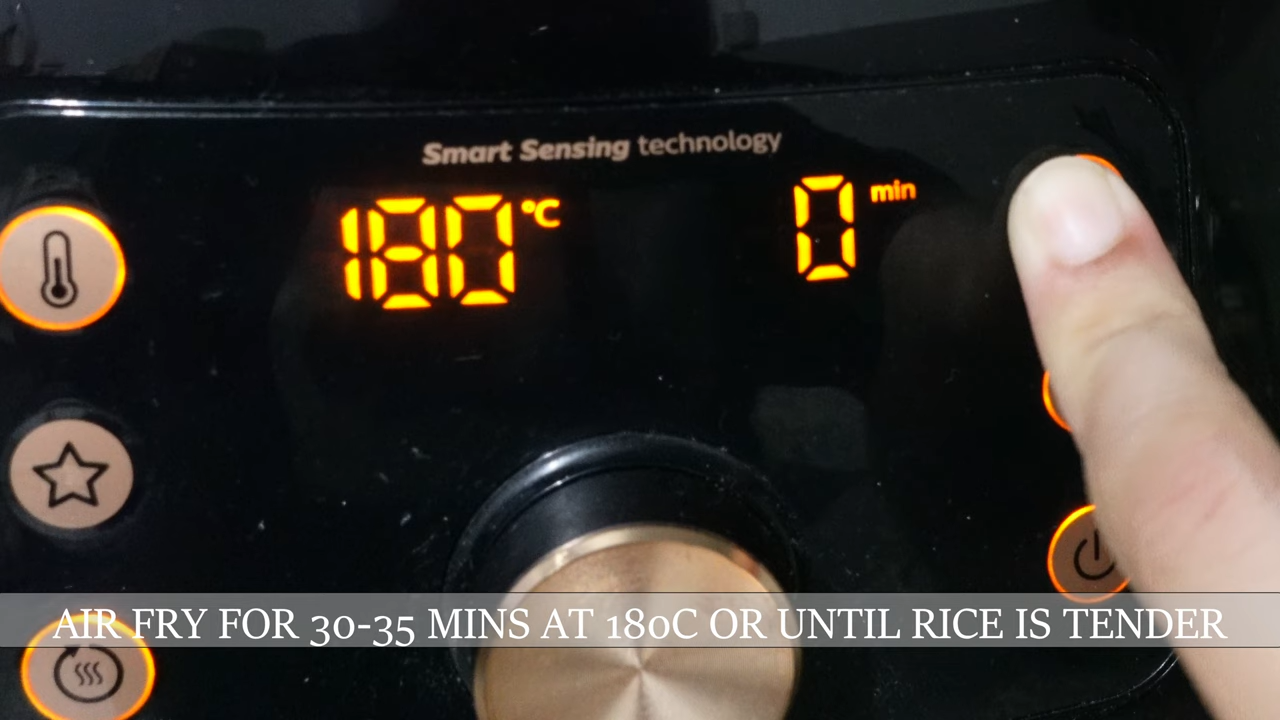 Smart Sensing technology
180 °C
0 min
AIR FRY FOR 30-35 MINS AT 180C OR UNTIL RICE IS TENDER